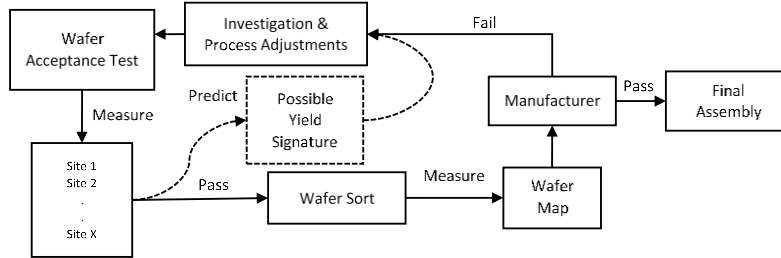 Wafer
Acceptance Test
Investigation &
Process Adjustments
Fail
Measure
Predict
Possible
Yield
Signature
Manufacturer
Pass
Final
Assembly
Site 1
Site 2
.
.
Site X
Pass
Wafer Sort
Measure
Wafer
Map